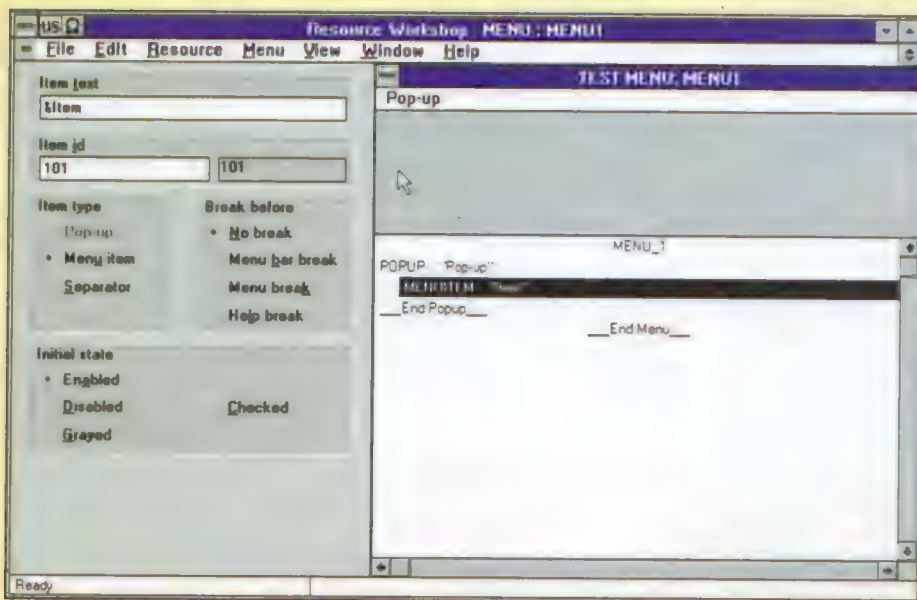 US
Resource Workshop - MENU : MENU1
File Edit Resource Menu View Window Help
Item text
&Item
Item id
101 101
Item type
Pop-up
Menu item
Separator
Break before
No break
Menu bar break
Menu break
Help break
Initial state
Enabled
Disabled
Grayed
Checked
TEST MENU: MENU1
Pop-up
MENU_1
POPUP "Pop-up"
MENUITEM
__End Popup__
__End Menu__
Ready